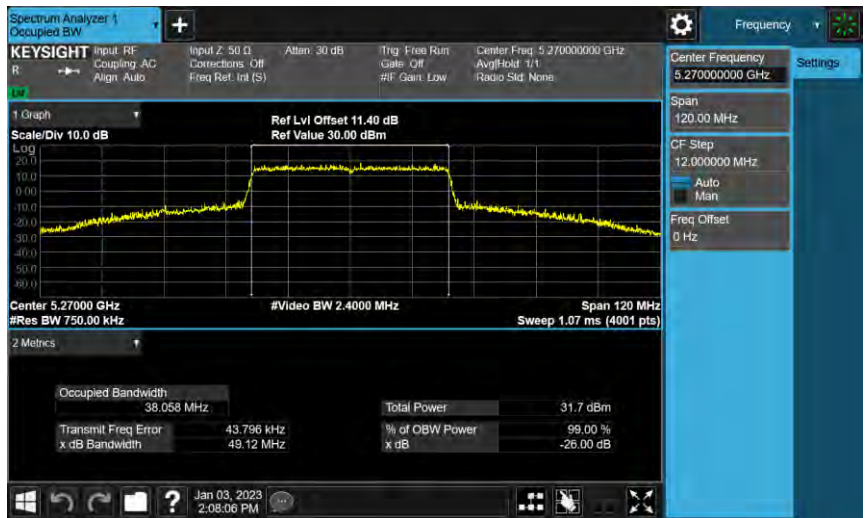 Spectrum Analyzer 1
Occupied BW
Frequency
KEYSIGHT
Input: RF
Coupling: AC
Align: Auto
R
Input Z: 50 Ω
Corrections: Off
Freq Ref: Int (S)
Atten: 30 dB
Trig: Free Run
Gate: Off
#IF Gain: Low
Center Freq: 5.270000000 GHz
Avg|Hold: 1/1
Radio Std: None
1 Graph
Scale/Div 10.0 dB
Ref Lvl Offset 11.40 dB
Ref Value 30.00 dBm
Log
20.0
10.0
0.00
-10.0
-20.0
-30.0
-40.0
-50.0
-60.0
Center 5.27000 GHz
#Video BW 2.4000 MHz
Span 120 MHz
#Res BW 750.00 kHz
Sweep 1.07 ms (4001 pts)
2 Metrics
Occupied Bandwidth
38.058 MHz
Total Power
31.7 dBm
Transmit Freq Error
43.796 kHz
% of OBW Power
99.00 %
x dB Bandwidth
49.12 MHz
x dB
-26.00 dB
Jan 03, 2023
2:08:06 PM
Center Frequency
5.270000000 GHz
Settings
Span
120.00 MHz
CF Step
12.000000 MHz
Auto
Man
Freq Offset
0 Hz